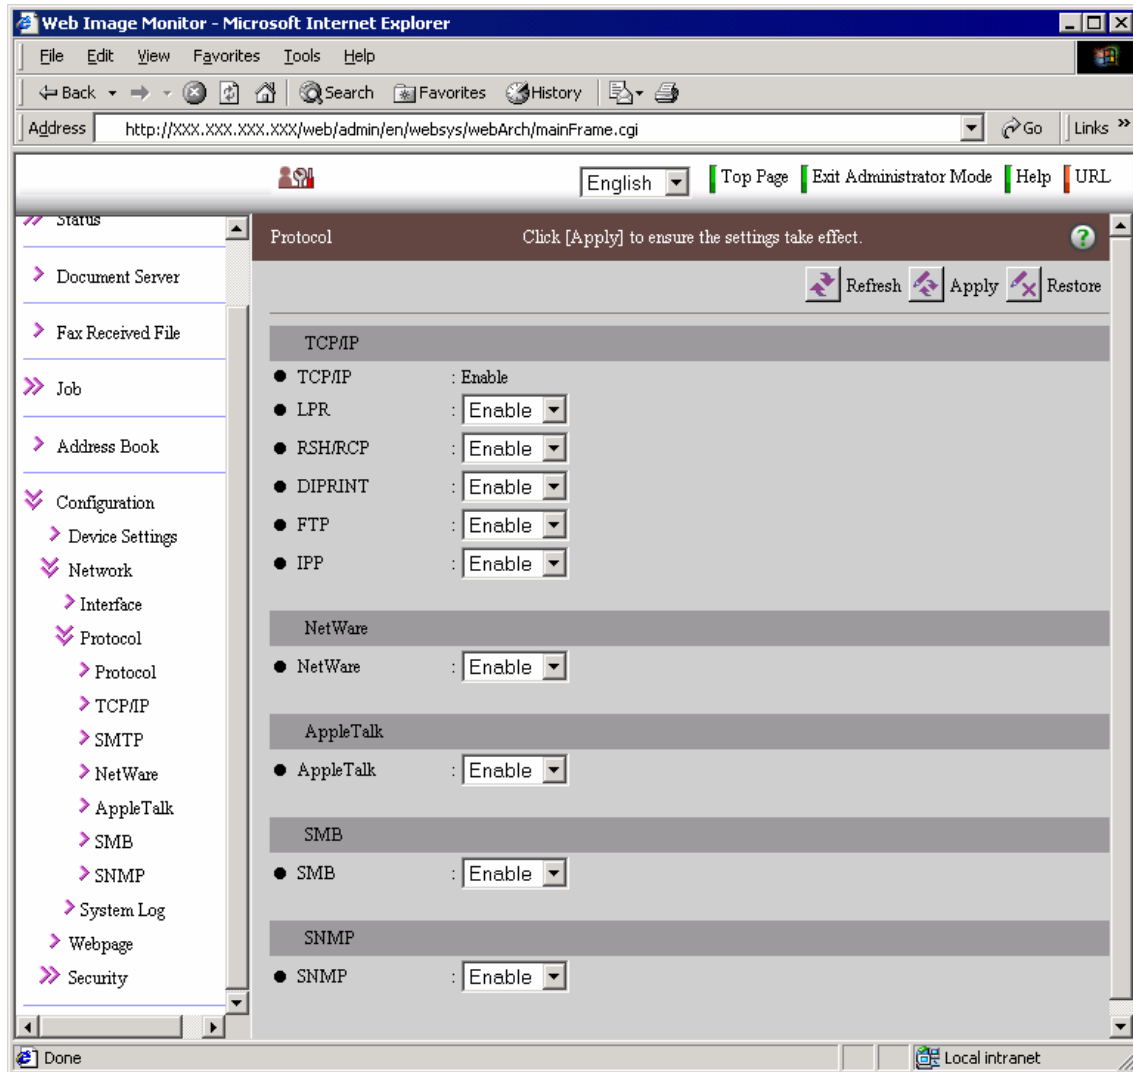 Web Image Monitor - Microsoft Internet Explorer
File Edit View Favorites Tools Help
Back Search Favorites History
Address http://XXX.XXX.XXX.XXX/web/admin/en/websys/webArch/mainFrame.cgi Go Links »
English Top Page Exit Administrator Mode Help URL
Status
Document Server
Fax Received File
Job
Address Book
Configuration
Device Settings
Network
Interface
Protocol
Protocol
TCP/IP
SMTP
NetWare
AppleTalk
SMB
SNMP
System Log
Webpage
Security
Protocol Click [Apply] to ensure the settings take effect. ?
Refresh Apply Restore
TCP/IP
● TCP/IP : Enable
● LPR : Enable
● RSH/RCP : Enable
● DIPRINT : Enable
● FTP : Enable
● IPP : Enable
NetWare
● NetWare : Enable
AppleTalk
● AppleTalk : Enable
SMB
● SMB : Enable
SNMP
● SNMP : Enable
Done Local intranet